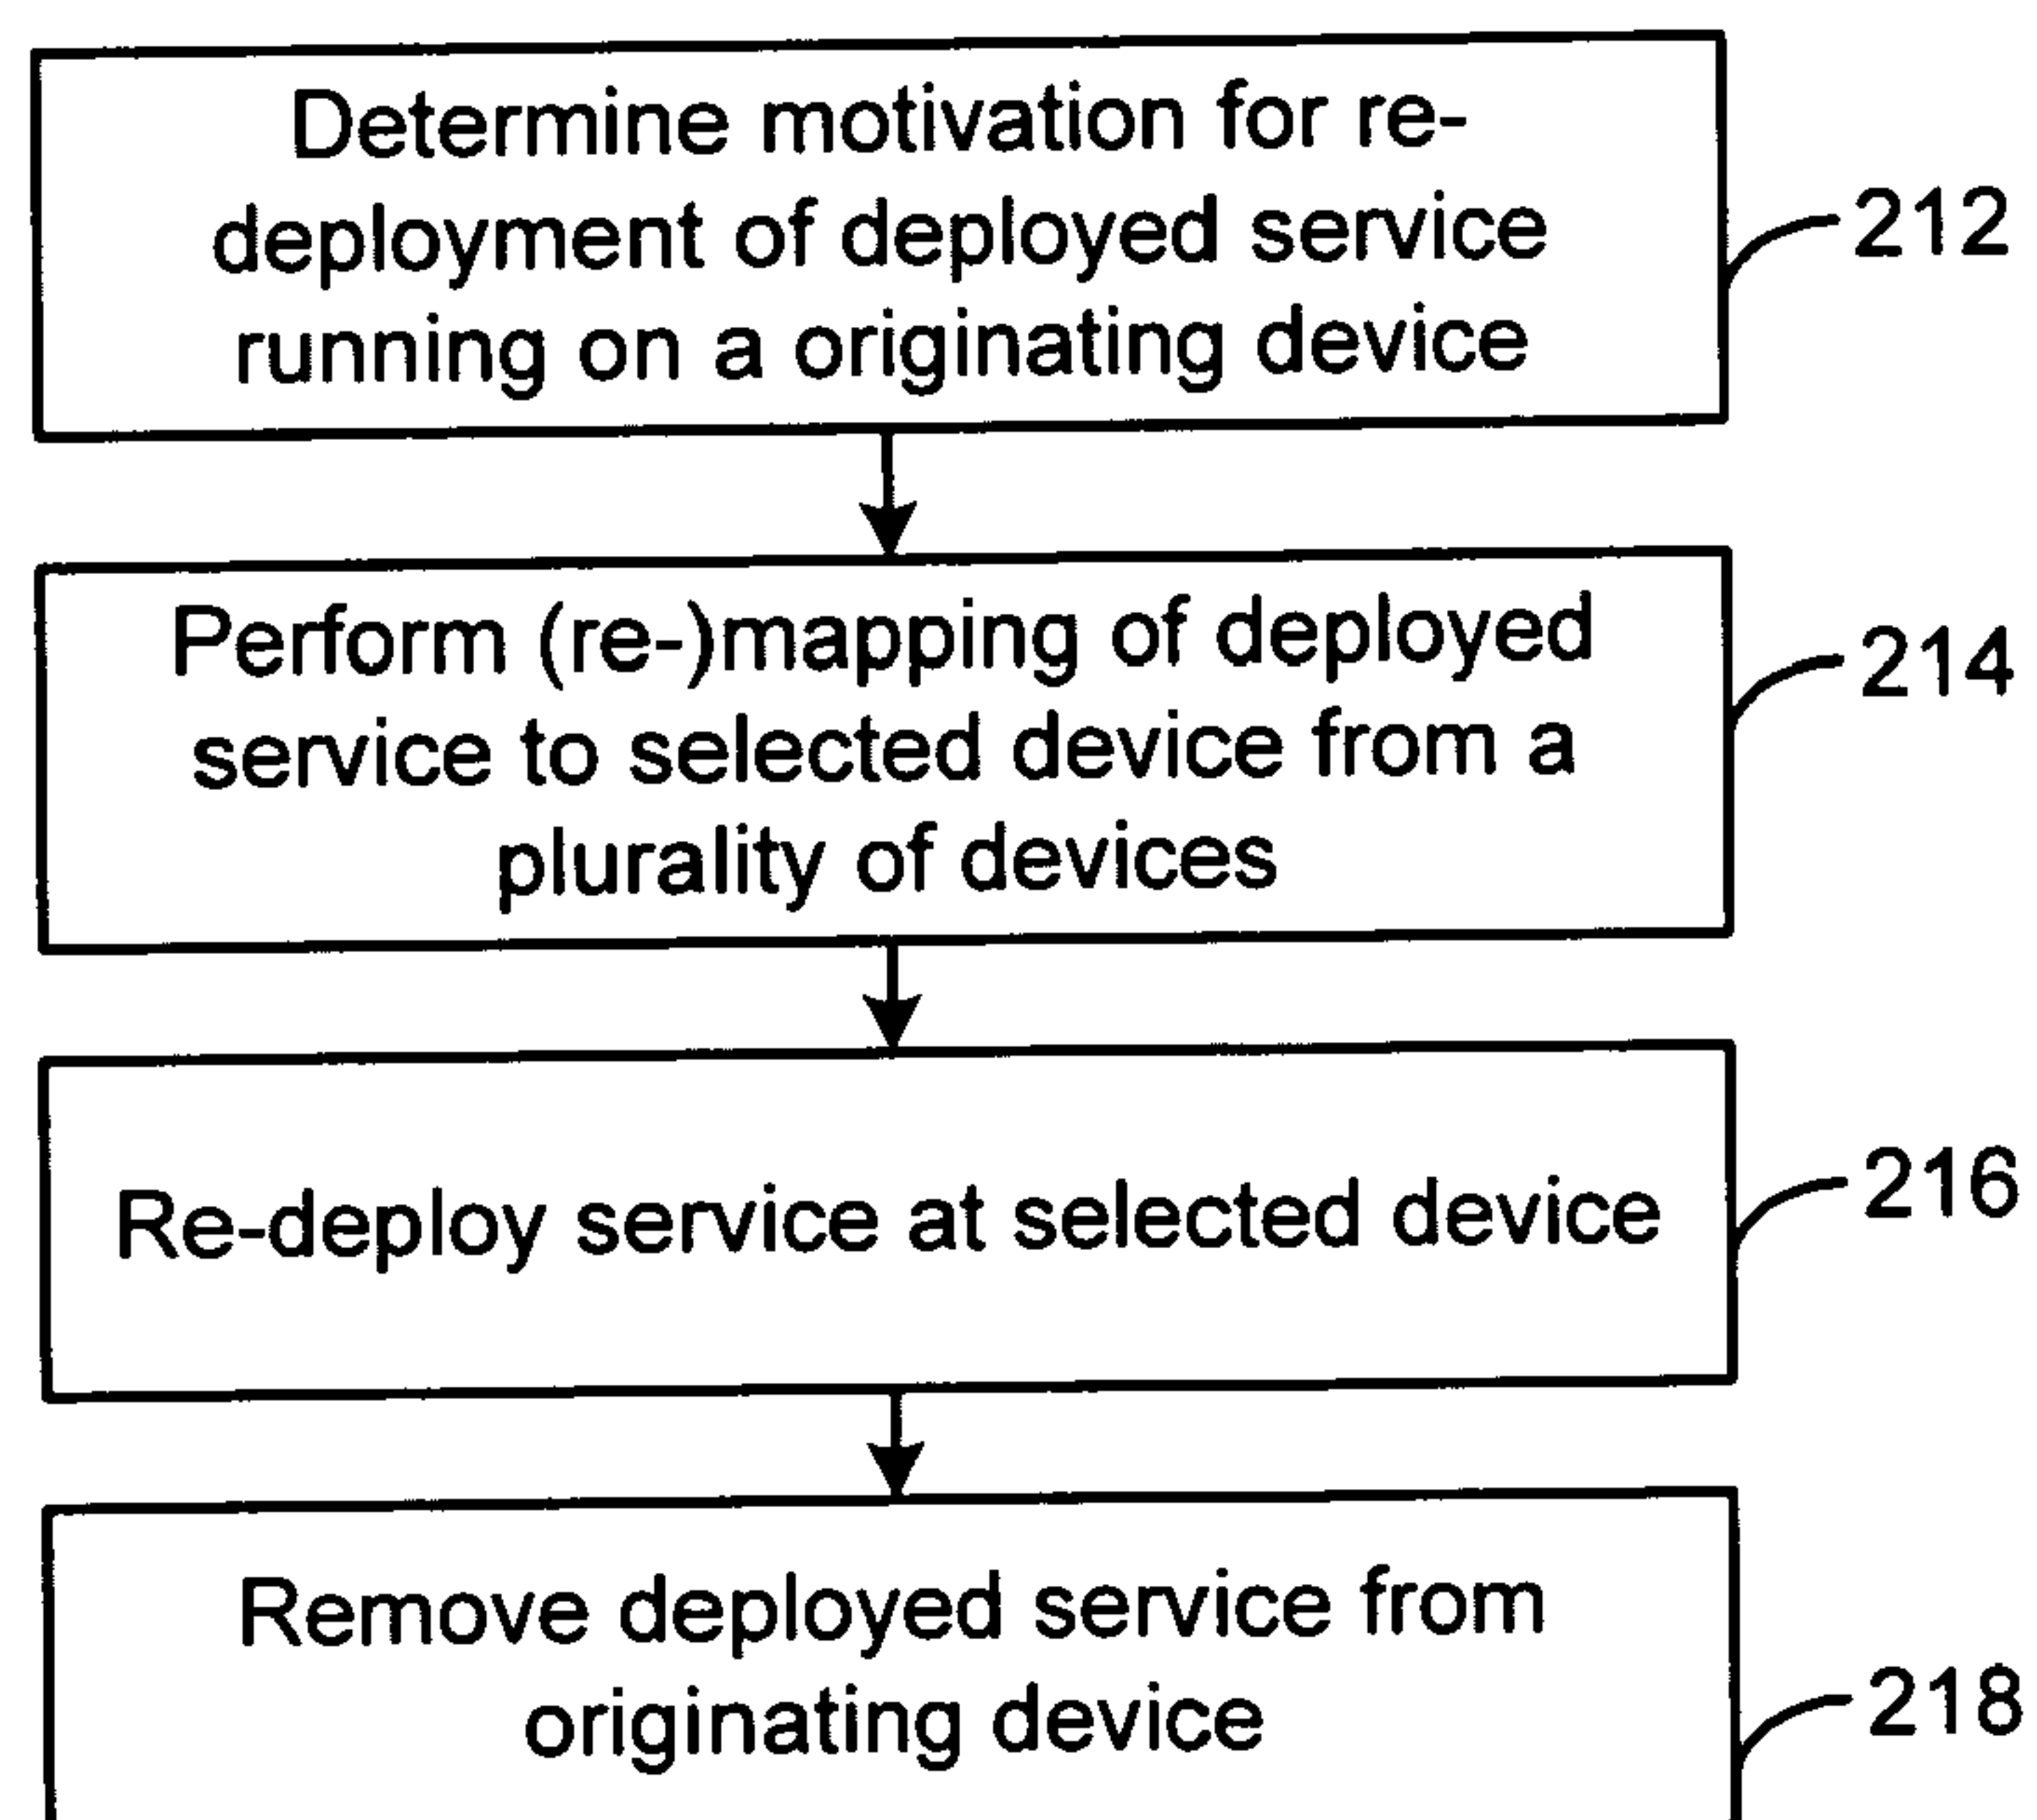 Determine motivation for re-
deployment of deployed service
running on a originating device
212
Perform (re-)mapping of deployed
service to selected device from a
plurality of devices
214
Re-deploy service at selected device
216
Remove deployed service from
originating device
218